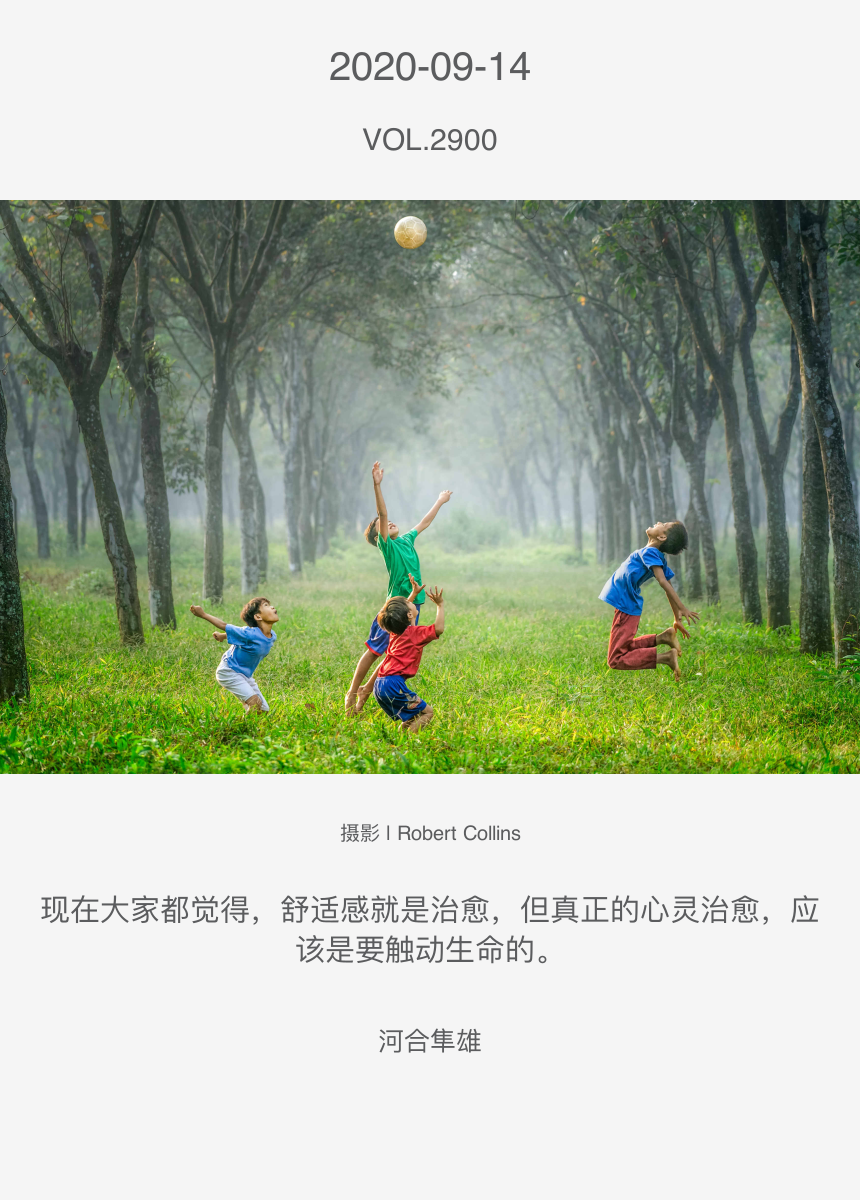 2020-09-14
VOL.2900
摄影 | Robert Collins
现在大家都觉得，舒适感就是治愈，但真正的心灵治愈，应
该是要触动生命的。
河合隼雄